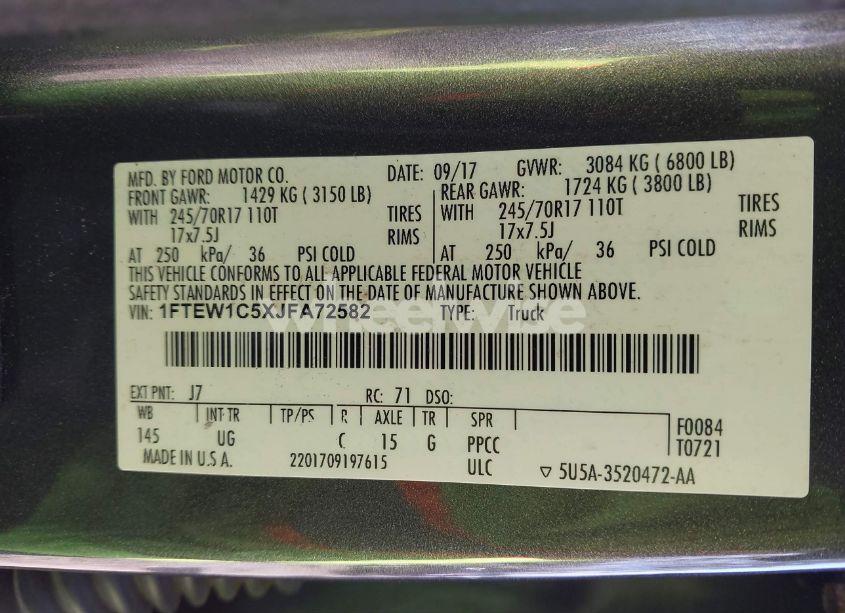 MFD. BY FORD MOTOR CO. DATE: 09/17 GVWR: 3084 KG ( 6800 LB)
FRONT GAWR: 1429 KG ( 3150 LB) REAR GAWR: 1724 KG ( 3800 LB)
WITH 245/70R17 110T TIRES WITH 245/70R17 110T TIRES
17x7.5J RIMS 17x7.5J RIMS
AT 250 kPa/ 36 PSI COLD AT 250 kPa/ 36 PSI COLD
THIS VEHICLE CONFORMS TO ALL APPLICABLE FEDERAL MOTOR VEHICLE
SAFETY STANDARDS IN EFFECT ON THE DATE OF MANUFACTURE SHOWN ABOVE.
VIN: 1FTEW1C5XJFA72582 TYPE: Truck
wheelwise
EXT PNT: J7 RC: 71 DSO:
WB INT TR TP/PS R AXLE TR SPR F0084
145 UG C 15 G PPCC T0721
MADE IN U.S.A. 2201709197615 ULC ▽ 5U5A-3520472-AA